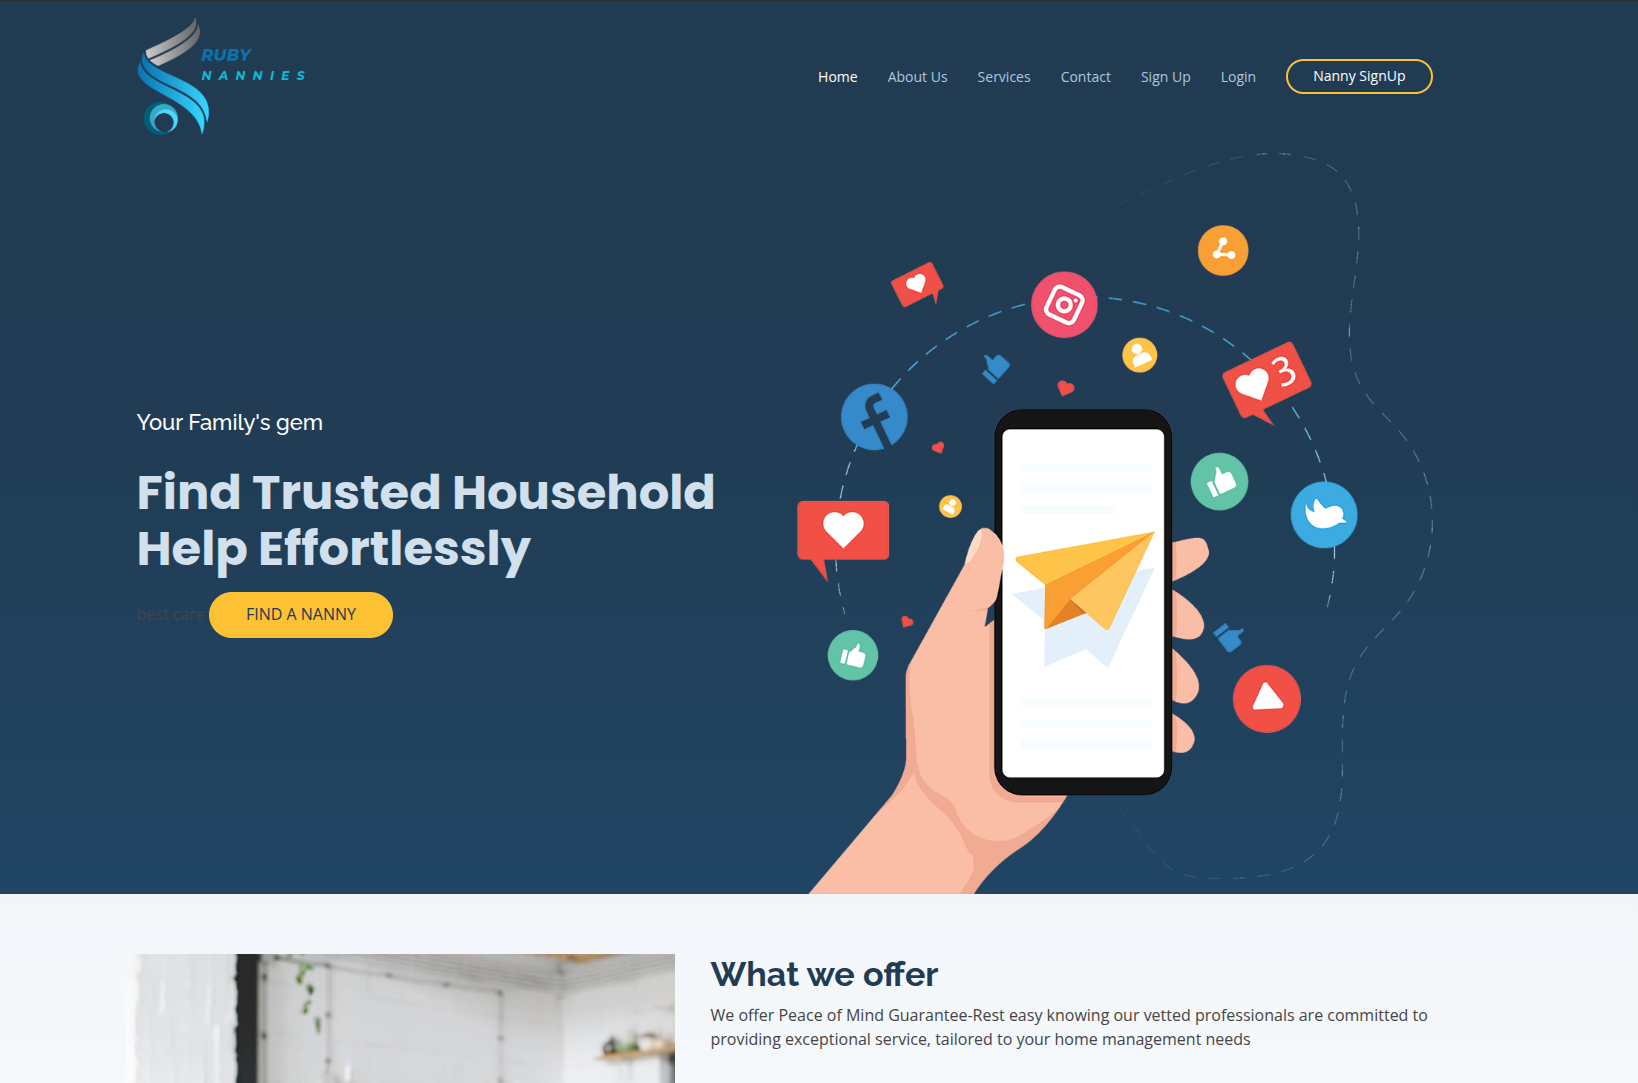 RUBY
NANNIES
Home About Us Services Contact Sign Up Login Nanny SignUp
3
Your Family's gem
Find Trusted Household
Help Effortlessly
best care FIND A NANNY
What we offer
We offer Peace of Mind Guarantee-Rest easy knowing our vetted professionals are committed to
providing exceptional service, tailored to your home management needs